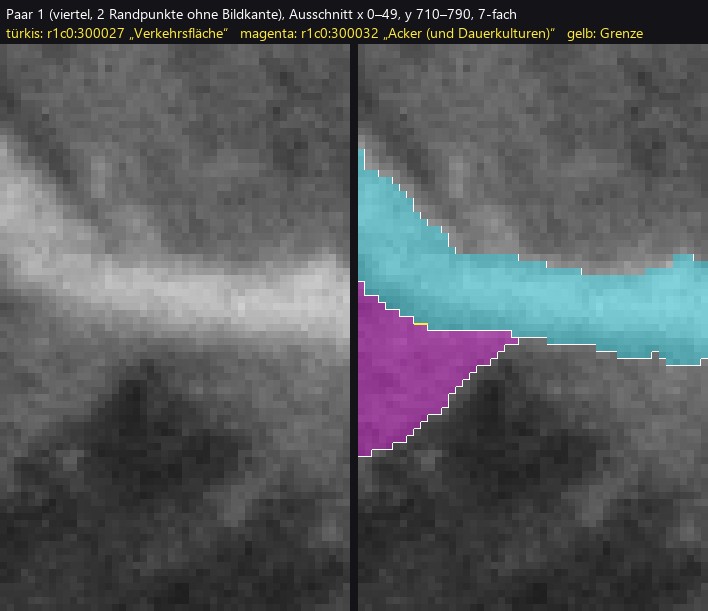 Paar 1 (viertel, 2 Randpunkte ohne Bildkante), Ausschnitt x 0–49, y 710–790, 7-fach
türkis: r1c0:300027 „Verkehrsfläche“ magenta: r1c0:300032 „Acker (und Dauerkulturen)“ gelb: Grenze